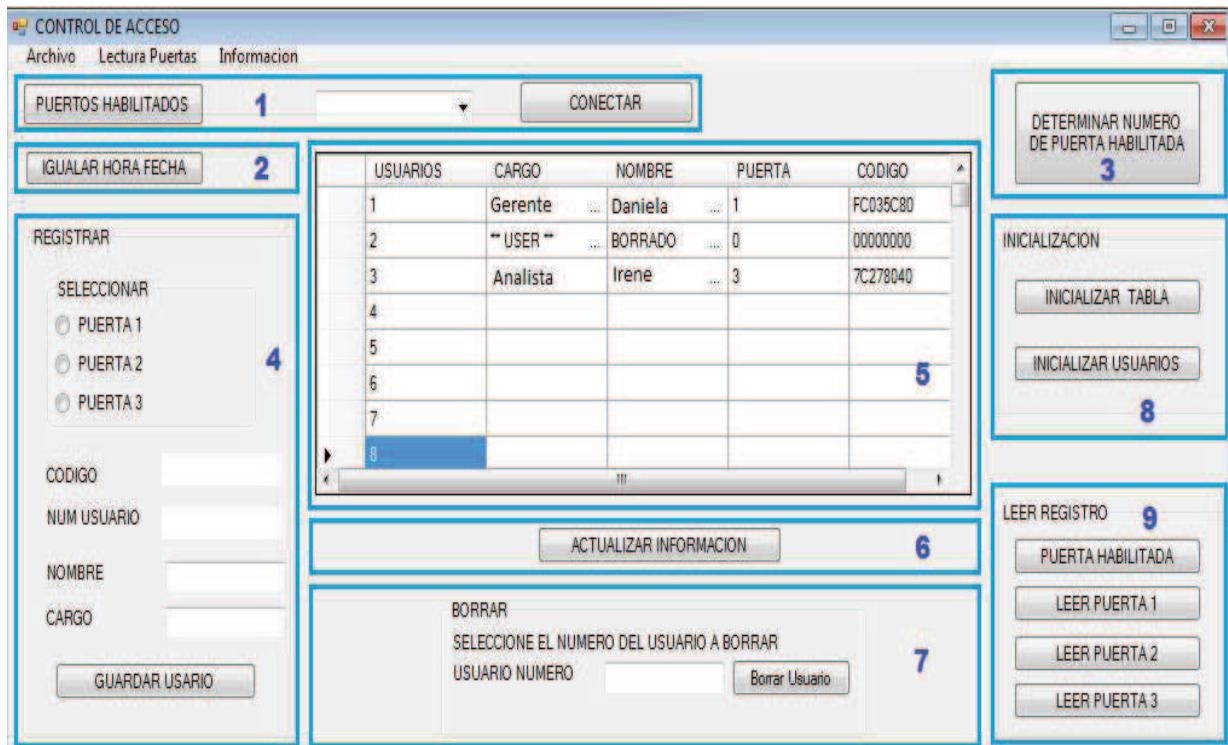 CONTROL DE ACCESO
Archivo Lectura Puertas Informacion
PUERTOS HABILITADOS 1 CONECTAR
IGUALAR HORA FECHA 2
DETERMINAR NUMERO
DE PUERTA HABILITADA
3
REGISTRAR
SELECCIONAR
PUERTA 1
PUERTA 2
PUERTA 3
4
CODIGO
NUM USUARIO
NOMBRE
CARGO
GUARDAR USARIO
USUARIOS CARGO NOMBRE PUERTA CODIGO
1 Gerente ... Daniela ... 1 FC035C80
2 ** USER ** ... BORRADO ... 0 00000000
3 Analista Irene ... 3 7C278040
4
5
6
7
8
5
ACTUALIZAR INFORMACION 6
BORRAR
SELECCIONE EL NUMERO DEL USUARIO A BORRAR
USUARIO NUMERO Borrar Usuario
7
INICIALIZACION
INICIALIZAR TABLA
INICIALIZAR USUARIOS
8
LEER REGISTRO 9
PUERTA HABILITADA
LEER PUERTA 1
LEER PUERTA 2
LEER PUERTA 3